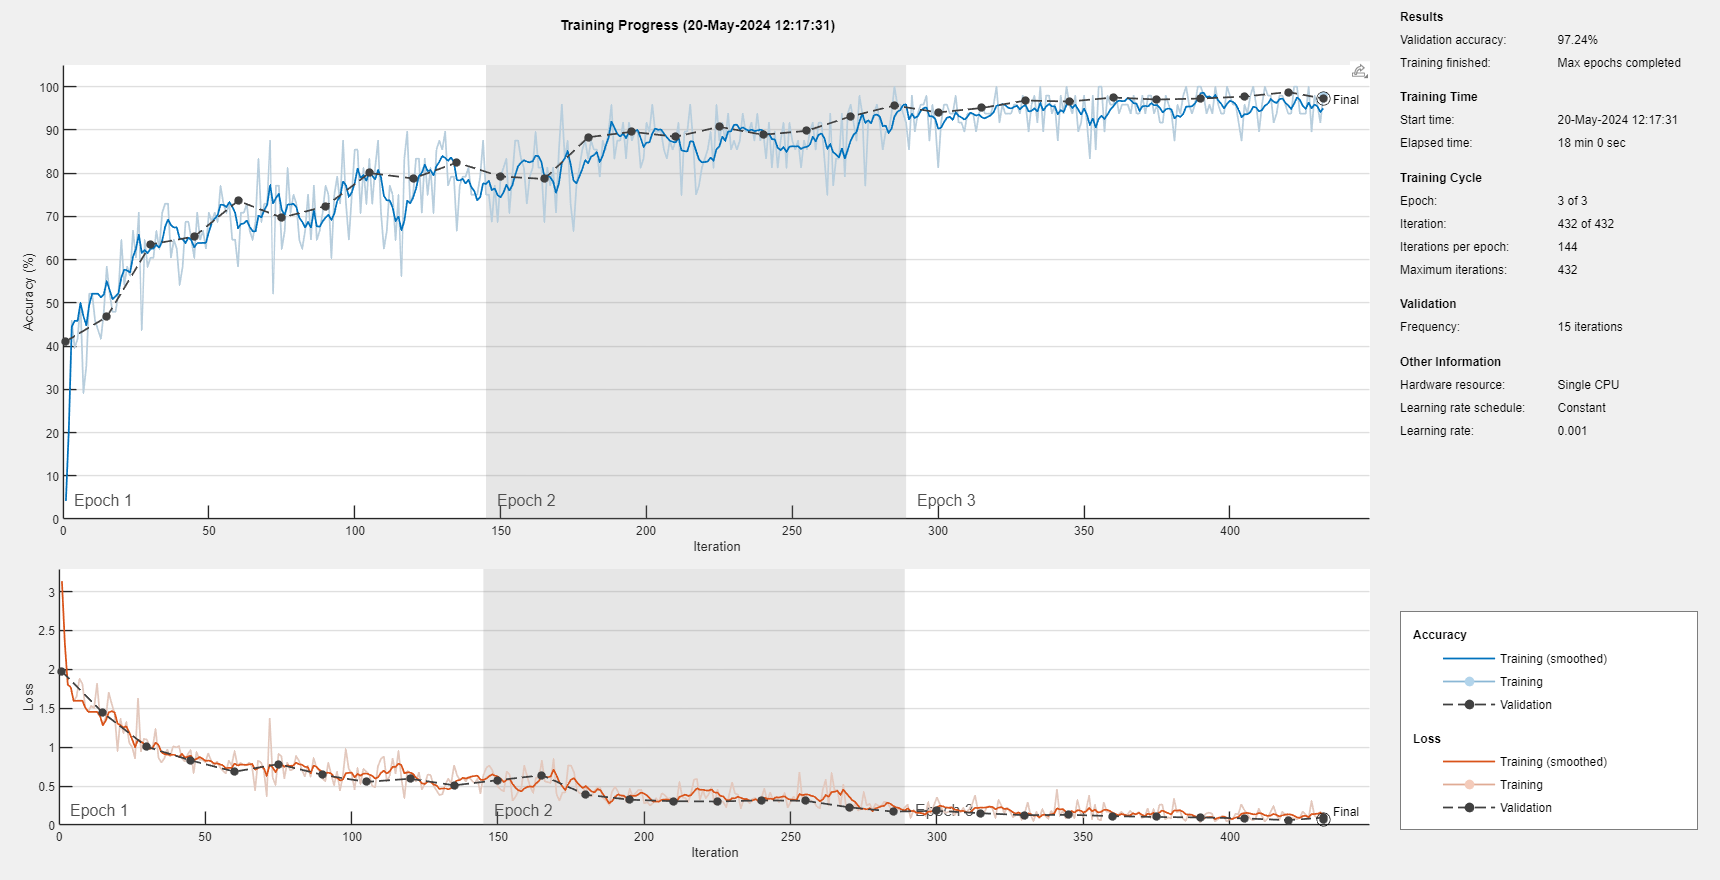 Training Progress (20-May-2024 12:17:31)
Accuracy (%)
100
90
80
70
60
50
40
30
20
10
0
Epoch 1
Epoch 2
Epoch 3
Final
0 50 100 150 200 250 300 350 400
Iteration
Loss
3
2.5
2
1.5
1
0.5
0
Epoch 1
Epoch 2
Epoch 3
Final
0 50 100 150 200 250 300 350 400
Iteration
Results
Validation accuracy: 97.24%
Training finished: Max epochs completed
Training Time
Start time: 20-May-2024 12:17:31
Elapsed time: 18 min 0 sec
Training Cycle
Epoch: 3 of 3
Iteration: 432 of 432
Iterations per epoch: 144
Maximum iterations: 432
Validation
Frequency: 15 iterations
Other Information
Hardware resource: Single CPU
Learning rate schedule: Constant
Learning rate: 0.001
Accuracy
Training (smoothed)
Training
Validation
Loss
Training (smoothed)
Training
Validation